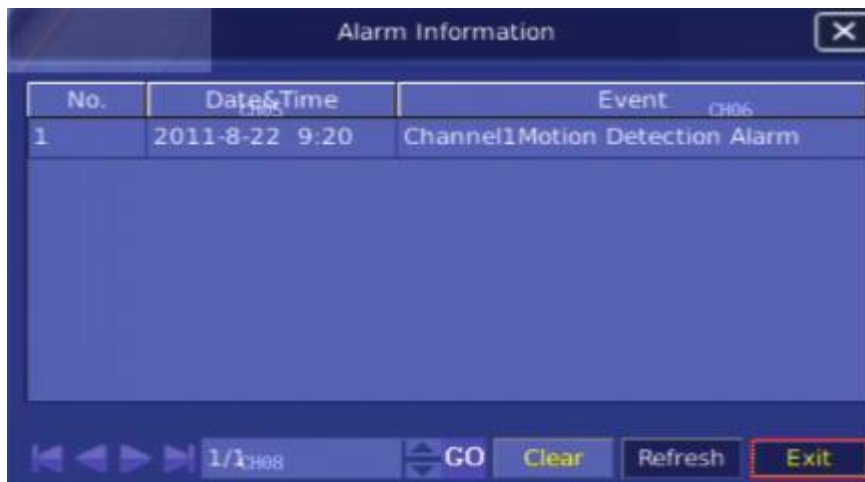 Alarm Information
No. Date&Time Event
CH05 CH06
1 2011-8-22 9:20 Channel1Motion Detection Alarm
1/1 GO Clear Refresh Exit
CH08